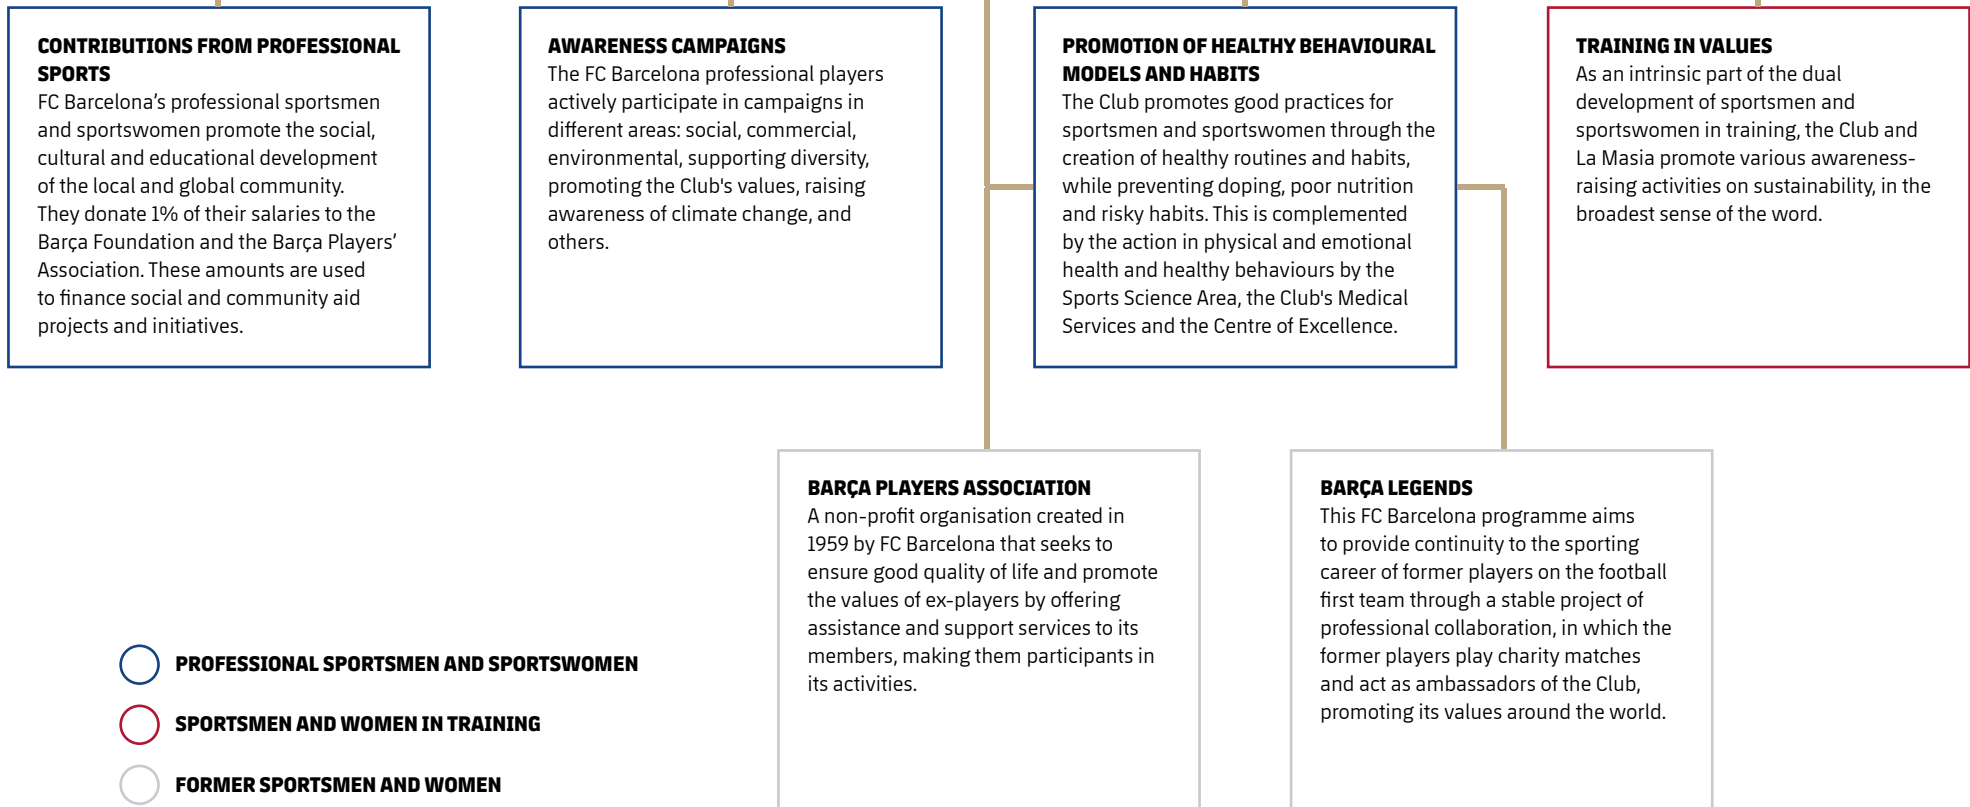 CONTRIBUTIONS FROM PROFESSIONAL
SPORTS
FC Barcelona’s professional sportsmen
and sportswomen promote the social,
cultural and educational development
of the local and global community.
They donate 1% of their salaries to the
Barça Foundation and the Barça Players’
Association. These amounts are used
to finance social and community aid
projects and initiatives.
AWARENESS CAMPAIGNS
The FC Barcelona professional players
actively participate in campaigns in
different areas: social, commercial,
environmental, supporting diversity,
promoting the Club's values, raising
awareness of climate change, and
others.
PROMOTION OF HEALTHY BEHAVIOURAL
MODELS AND HABITS
The Club promotes good practices for
sportsmen and sportswomen through the
creation of healthy routines and habits,
while preventing doping, poor nutrition
and risky habits. This is complemented
by the action in physical and emotional
health and healthy behaviours by the
Sports Science Area, the Club's Medical
Services and the Centre of Excellence.
TRAINING IN VALUES
As an intrinsic part of the dual
development of sportsmen and
sportswomen in training, the Club and
La Masia promote various awareness-
raising activities on sustainability, in the
broadest sense of the word.
BARÇA PLAYERS ASSOCIATION
A non-profit organisation created in
1959 by FC Barcelona that seeks to
ensure good quality of life and promote
the values of ex-players by offering
assistance and support services to its
members, making them participants in
its activities.
BARÇA LEGENDS
This FC Barcelona programme aims
to provide continuity to the sporting
career of former players on the football
first team through a stable project of
professional collaboration, in which the
former players play charity matches
and act as ambassadors of the Club,
promoting its values around the world.
PROFESSIONAL SPORTSMEN AND SPORTSWOMEN
SPORTSMEN AND WOMEN IN TRAINING
FORMER SPORTSMEN AND WOMEN